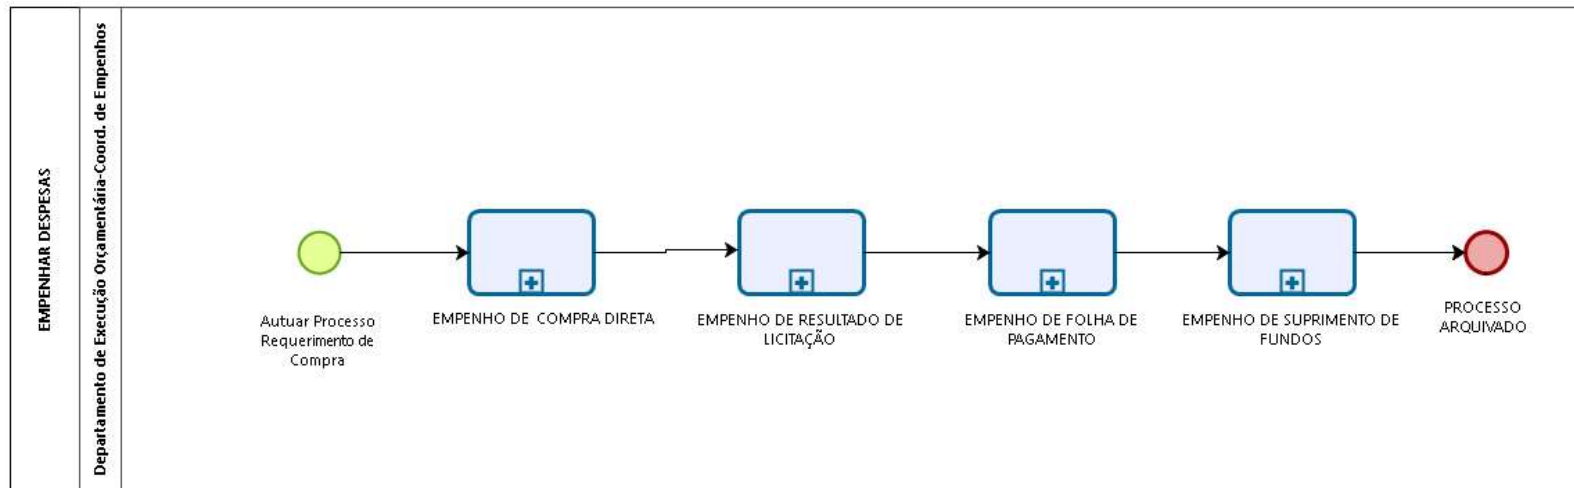 EMPENHAR DESPESAS
Departamento de Execução Orçamentária-Coord. de Empenhos
Autuar Processo
Requerimento de
Compra
EMPENHO DE COMPRA DIRETA
EMPENHO DE RESULTADO DE
LICITAÇÃO
EMPENHO DE FOLHA DE
PAGAMENTO
EMPENHO DE SUPRIMENTO DE
FUNDOS
PROCESSO
ARQUIVADO